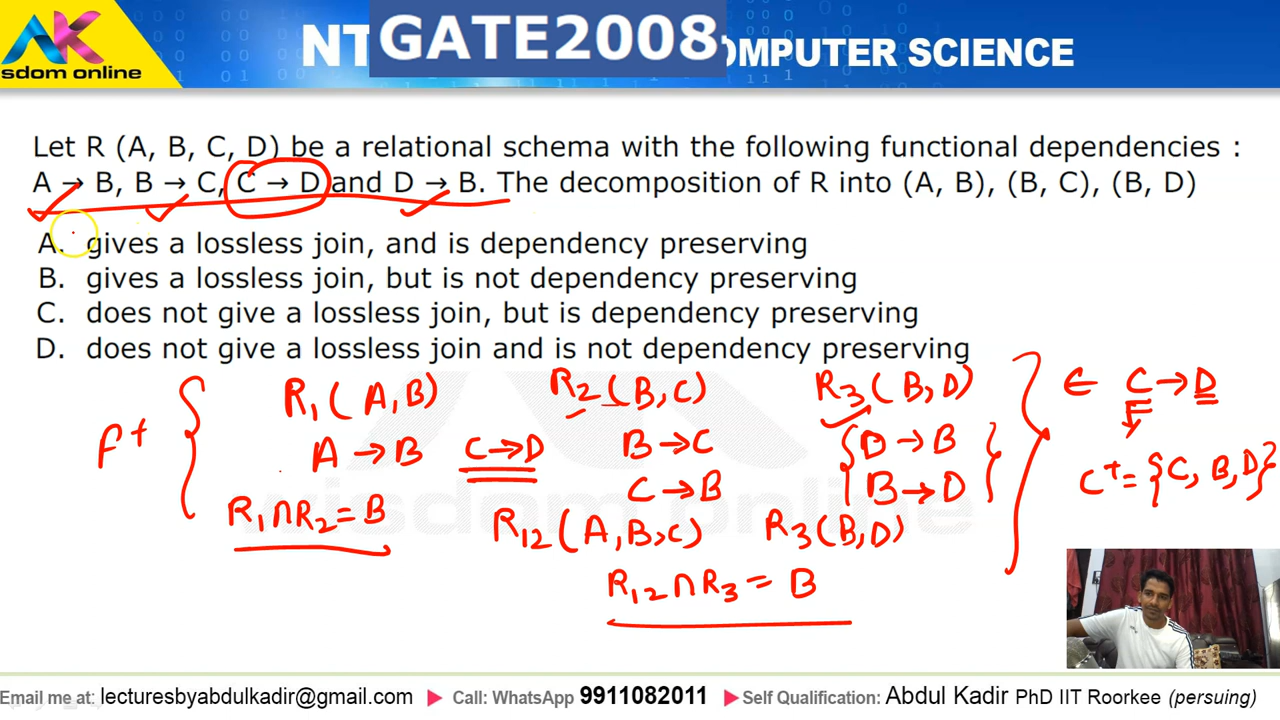 AK
sdom online
NT GATE2008 OMPUTER SCIENCE
Let R (A, B, C, D) be a relational schema with the following functional dependencies :
A → B, B → C, C → D and D → B. The decomposition of R into (A, B), (B, C), (B, D)
A. gives a lossless join, and is dependency preserving
B. gives a lossless join, but is not dependency preserving
C. does not give a lossless join, but is dependency preserving
D. does not give a lossless join and is not dependency preserving
R1(A,B) R2(B,C) R3(B,D) ∈ C→D
F+ A→B C→D B→C D→B
C→B B→D C+={C,B,D}
R1∩R2=B R12(A,B,C) R3(B,D)
R12∩R3=B
wisdom online
Email me at: lecturesbyabdulkadir@gmail.com Call: WhatsApp 9911082011 Self Qualification: Abdul Kadir PhD IIT Roorkee (persuing)